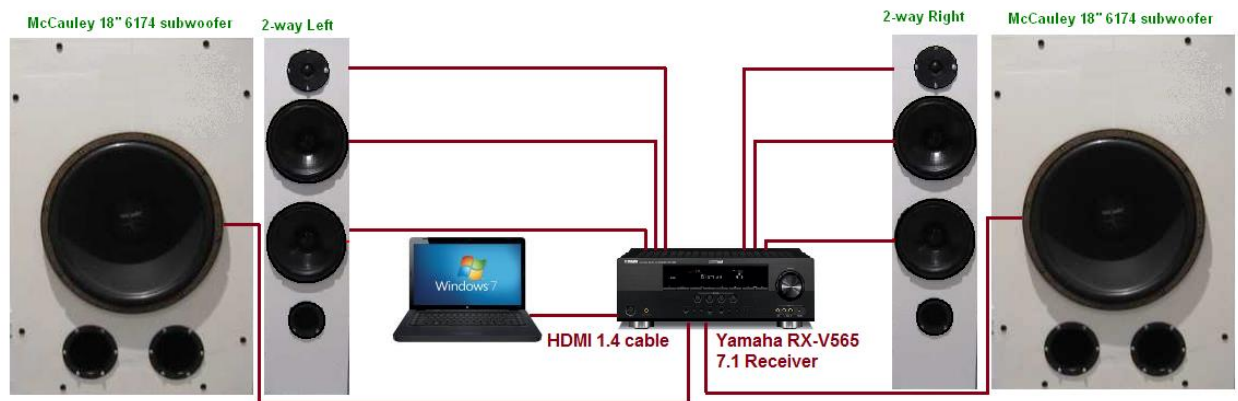 McCauley 18" 6174 subwoofer
2-way Left
2-way Right
McCauley 18" 6174 subwoofer
Windows 7
HDMI 1.4 cable
Yamaha RX-V565
7.1 Receiver